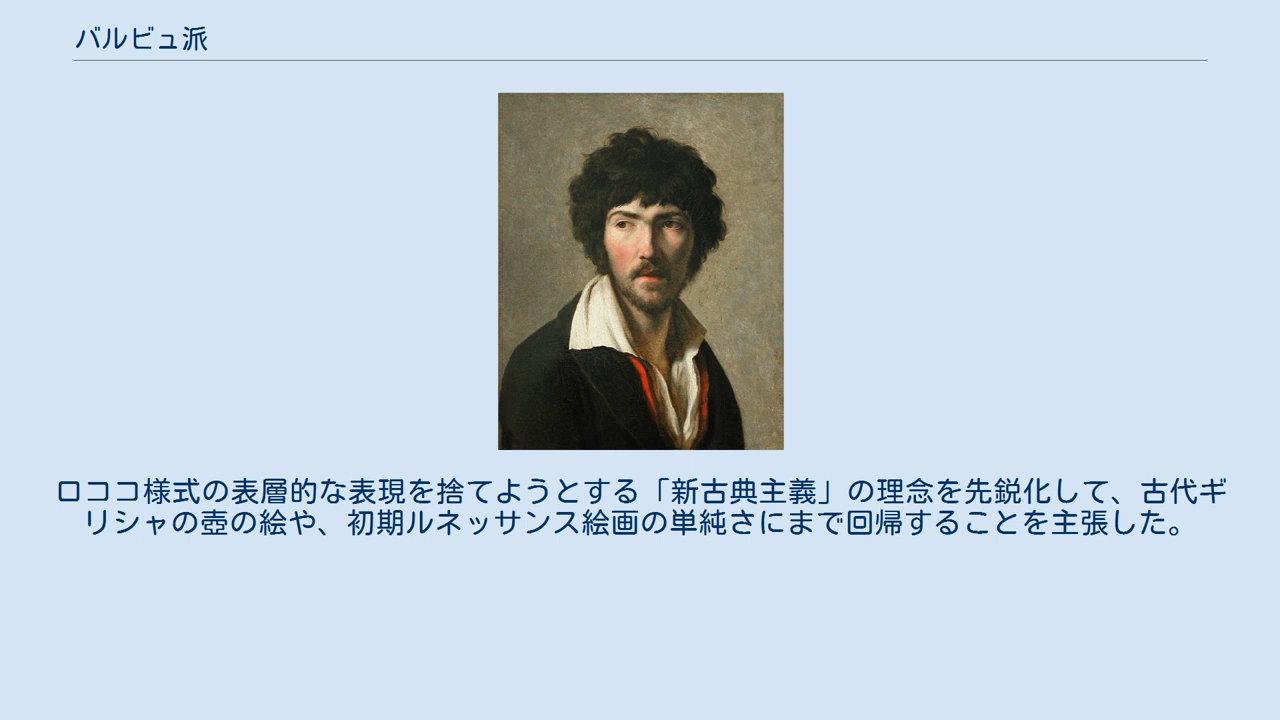 バルビュ派
ロココ様式の表層的な表現を捨てようとする「新古典主義」の理念を先鋭化して、古代ギ
リシャの壺の絵や、初期ルネッサンス絵画の単純さにまで回帰することを主張した。